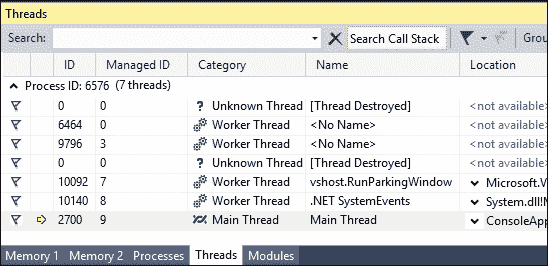 Threads
Search: Search Call Stack Grou
ID Managed ID Category Name Location
Process ID: 6576 (7 threads)
0 0 ? Unknown Thread [Thread Destroyed] <not available>
6464 0 Worker Thread <No Name> <not available>
9796 3 Worker Thread <No Name> <not available>
0 0 ? Unknown Thread [Thread Destroyed] <not available>
10092 7 Worker Thread vshost.RunParkingWindow Microsoft.V
10140 8 Worker Thread .NET SystemEvents System.dll!M
2700 9 Main Thread Main Thread ConsoleApp
Memory 1 Memory 2 Processes Threads Modules